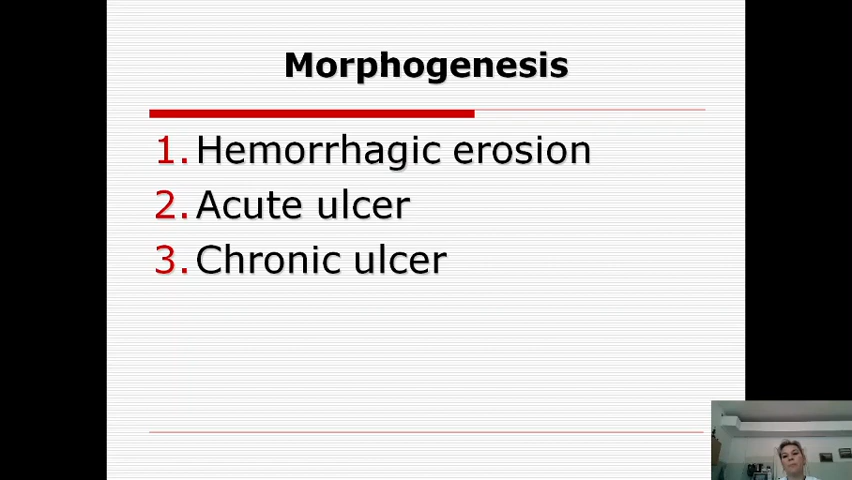 Morphogenesis
1. Hemorrhagic erosion
2. Acute ulcer
3. Chronic ulcer